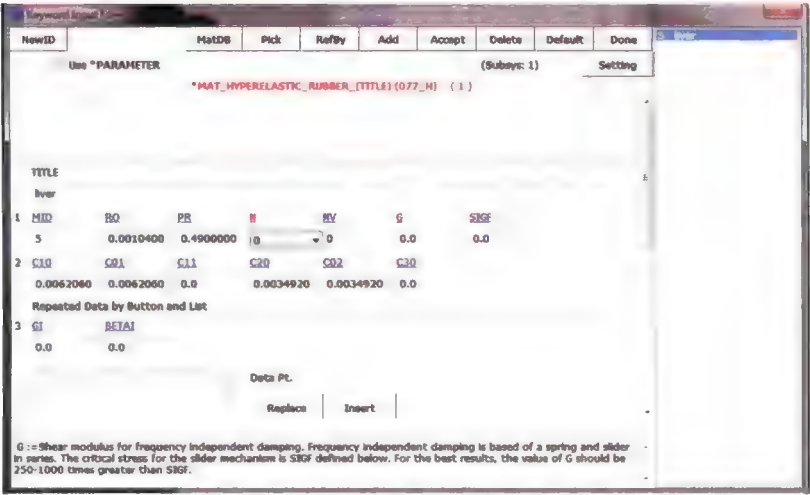 Keyword Input Form
NewID MatDB Pick RefBy Add Accept Delete Default Done
5 liver
Use *PARAMETER (Subsys: 1) Setting
*MAT_HYPERELASTIC_RUBBER_(TITLE) (077_H) (1)
TITLE
liver
1 MID RO PR N NV G SIGF
5 0.0010400 0.4900000 0 0 0.0 0.0
2 C10 C01 C11 C20 C02 C30
0.0062060 0.0062060 0.0 0.0034920 0.0034920 0.0
Repeated Data by Button and List
3 GI BETAI
0.0 0.0
Data Pt.
Replace Insert
G :=Shear modulus for frequency independent damping. Frequency independent damping is based of a spring and slider
in series. The critical stress for the slider mechanism is SIGF defined below. For the best results, the value of G should be
250-1000 times greater than SIGF.